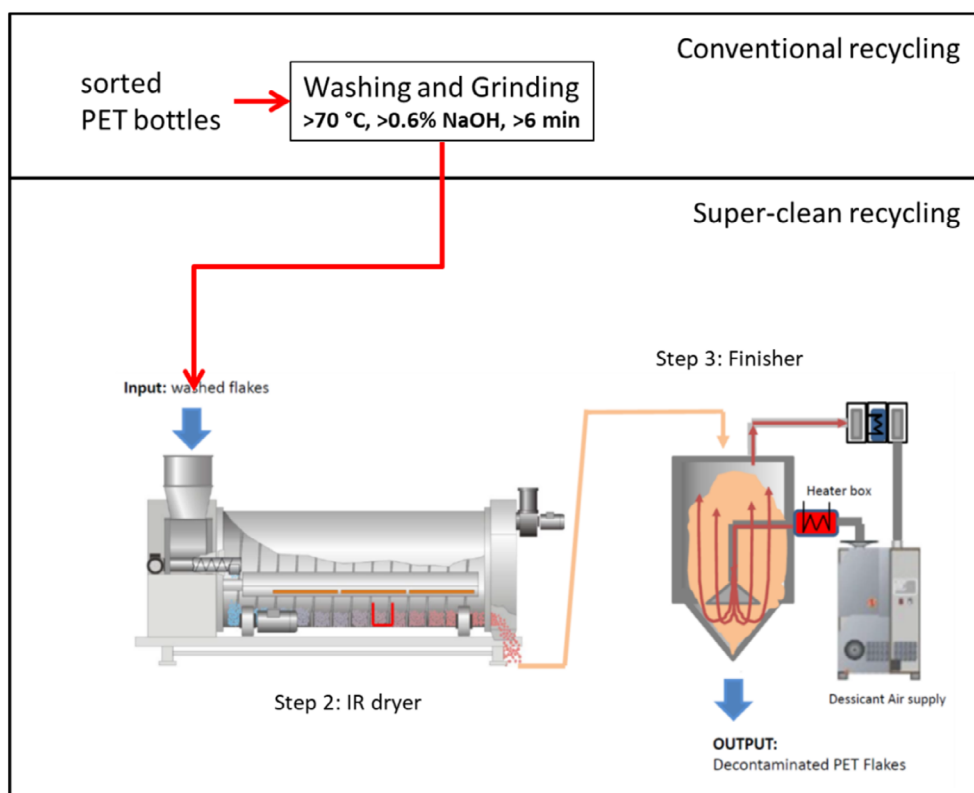 Conventional recycling
sorted
PET bottles
Washing and Grinding
>70 °C, >0.6% NaOH, >6 min
Super-clean recycling
Step 3: Finisher
Input: washed flakes
Heater box
Step 2: IR dryer
Dessicant Air supply
OUTPUT:
Decontaminated PET Flakes